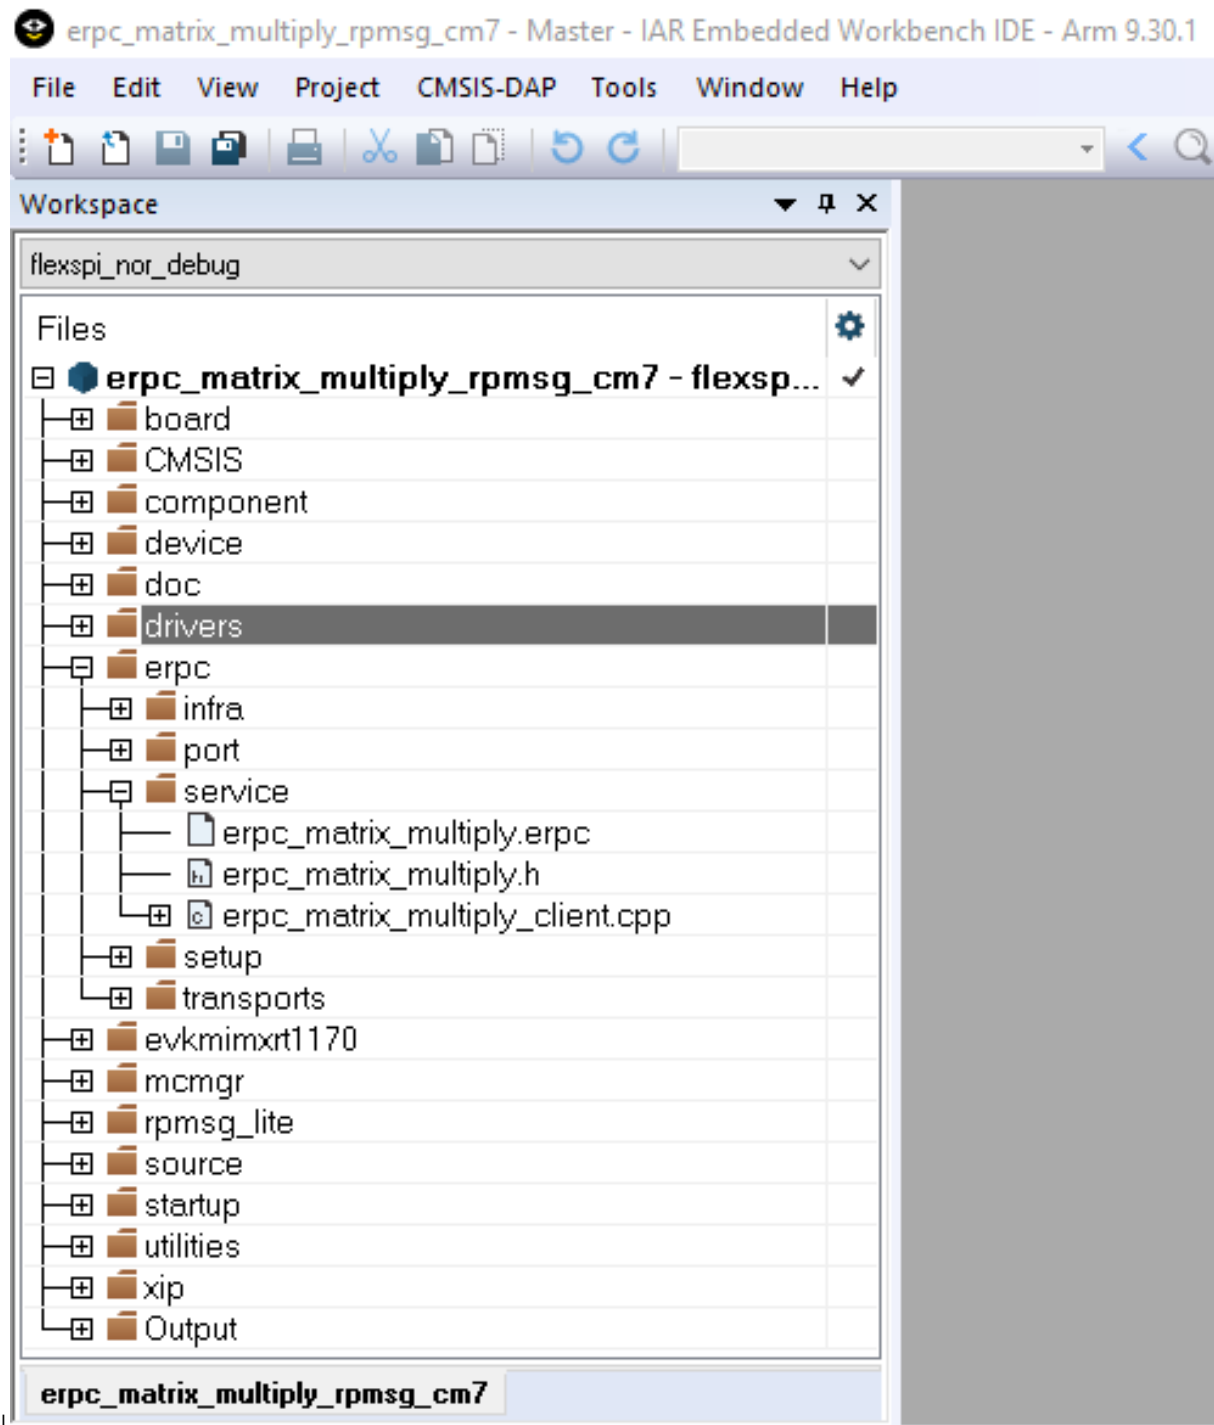 erpc_matrix_multiply_rpmsg_cm7 - Master - IAR Embedded Workbench IDE - Arm 9.30.1
File Edit View Project CMSIS-DAP Tools Window Help
Workspace
flexspi_nor_debug
Files
erpc_matrix_multiply_rpmsg_cm7 - flexsp...
board
CMSIS
component
device
doc
drivers
erpc
infra
port
service
erpc_matrix_multiply.erpc
h erpc_matrix_multiply.h
c erpc_matrix_multiply_client.cpp
setup
transports
evkmimxrt1170
mcmgr
rpmsg_lite
source
startup
utilities
xip
Output
erpc_matrix_multiply_rpmsg_cm7